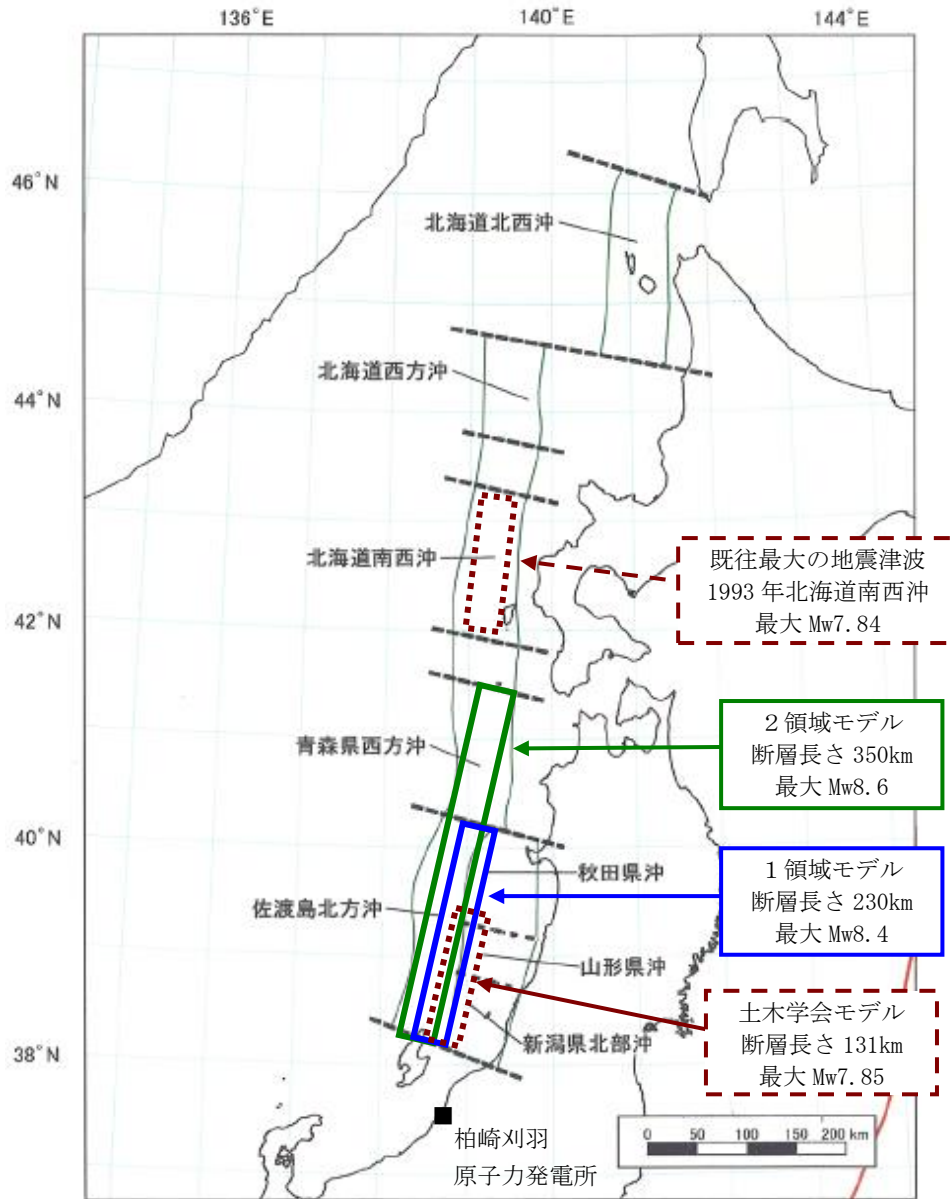 136°E
140°E
144°E
46°N
北海道北西沖
北海道西方沖
44°N
北海道南西沖
既往最大の地震津波
1993 年北海道南西沖
最大 Mw7.84
42°N
2領域モデル
断層長さ 350km
最大 Mw8.6
青森県西方沖
40°N
1領域モデル
断層長さ 230km
最大 Mw8.4
秋田県沖
佐渡島北方沖
山形県沖
土木学会モデル
断層長さ 131km
最大 Mw7.85
新潟県北部沖
38°N
柏崎刈羽
原子力発電所
0 50 100 150 200 km